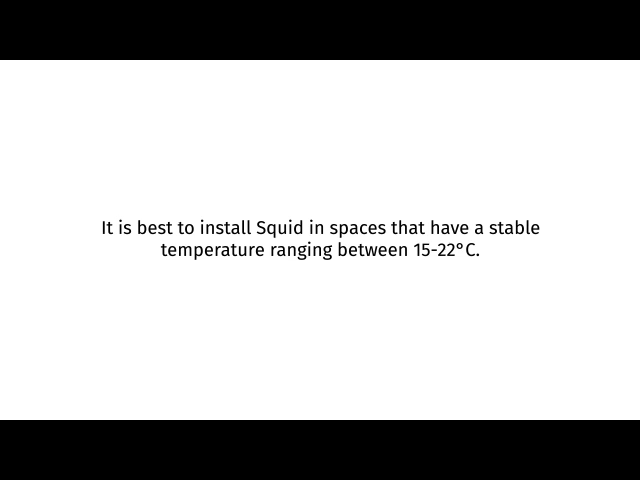 It is best to install Squid in spaces that have a stable
temperature ranging between 15-22°C.